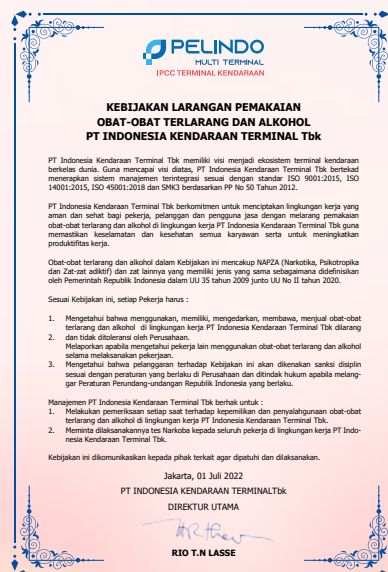 PELINDO
MULTI TERMINAL
IPCC TERMINAL KENDARAAN
KEBIJAKAN LARANGAN PEMAKAIAN
OBAT-OBAT TERLARANG DAN ALKOHOL
PT INDONESIA KENDARAAN TERMINAL Tbk
PT Indonesia Kendaraan Terminal Tbk memiliki visi menjadi ekosistem terminal kendaraan
berkelas dunia. Guna mencapai visi diatas, PT Indonesia Kendaraan Terminal Tbk bertekad
menerapkan sistem manajemen terintegrasi sesuai dengan standar ISO 9001:2015, ISO
14001:2015, ISO 45001:2018 dan SMK3 berdasarkan PP No 50 Tahun 2012.
PT Indonesia Kendaraan Terminal Tbk berkomitmen untuk menciptakan lingkungan kerja yang
aman dan sehat bagi pekerja, pelanggan dan pengguna jasa dengan melarang pemakaian
obat-obat terlarang dan alkohol di lingkungan kerja PT Indonesia Kendaraan Terminal Tbk guna
memastikan keselamatan dan kesehatan semua karyawan serta untuk meningkatkan
produktifitas kerja.
Obat-obat terlarang dan alkohol dalam Kebijakan ini mencakup NAPZA (Narkotika, Psikotropika
dan Zat-zat adiktif) dan zat lainnya yang memiliki jenis yang sama sebagaimana didefinisikan
oleh Pemerintah Republik Indonesia dalam UU 35 tahun 2009 junto UU No II tahun 2020.
Sesuai Kebijakan ini, setiap Pekerja harus :
1. Mengetahui bahwa menggunakan, memiliki, mengedarkan, membawa, menjual obat-obat
terlarang dan alkohol di lingkungan kerja PT Indonesia Kendaraan Terminal Tbk dilarang
2. dan tidak ditoleransi oleh Perusahaan.
Melaporkan apabila mengetahui pekerja lain menggunakan obat-obat terlarang dan alkohol
selama melaksanakan pekerjaan.
3. Mengetahui bahwa pelanggaran terhadap Kebijakan ini akan dikenakan sanksi disiplin
sesuai dengan peraturan yang berlaku di Perusahaan dan ditindak hukum apabila melang-
gar Peraturan Perundang-undangan Republik Indonesia yang berlaku.
Manajemen PT Indonesia Kendaraan Terminal Tbk berhak untuk :
1. Melakukan pemeriksaan setiap saat terhadap kepemilikan dan penyalahgunaan obat-obat
terlarang dan alkohol di lingkungan kerja PT Indonesia Kendaraan Terminal Tbk.
2. Meminta dilaksanakannya tes Narkoba kepada seluruh pekerja di lingkungan kerja PT Indo-
nesia Kendaraan Terminal Tbk.
Kebijakan ini dikomunikasikan kepada pihak terkait agar dipatuhi dan dilaksanakan.
Jakarta, 01 Juli 2022
PT INDONESIA KENDARAAN TERMINALTbk
DIREKTUR UTAMA
RIO T.N LASSE